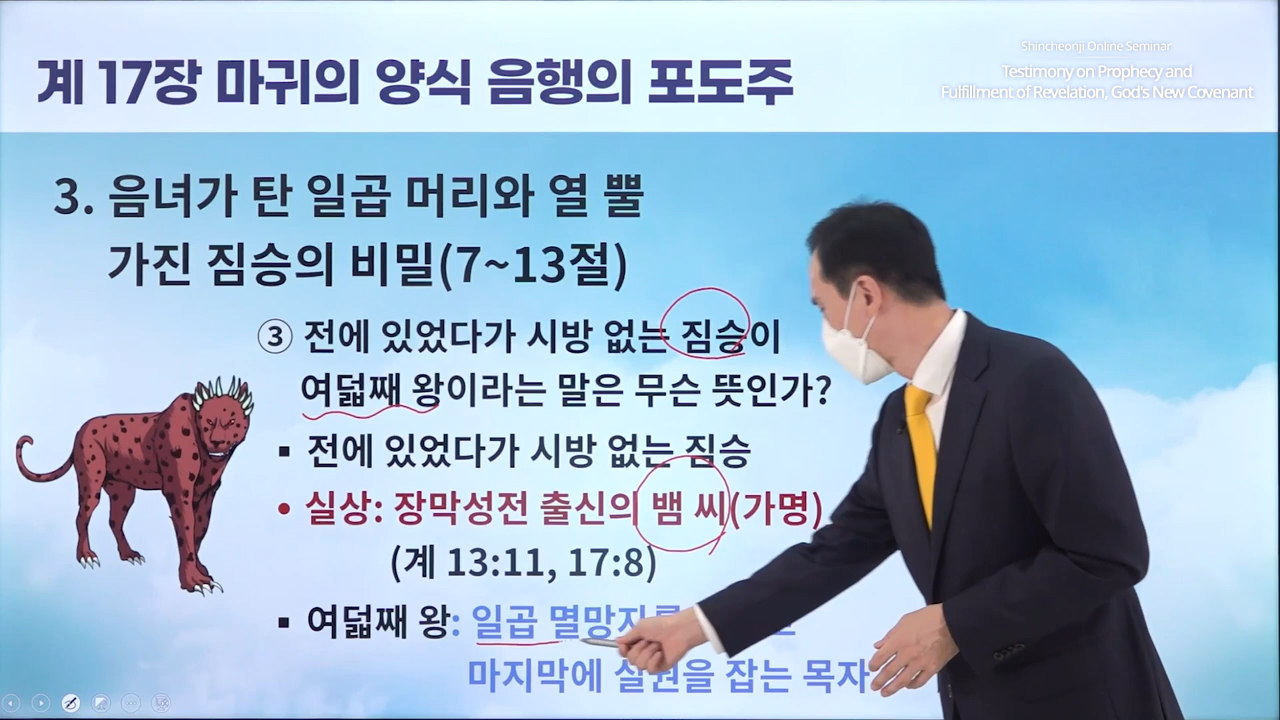 Shincheonji Online Seminar
Testimony on Prophecy and
Fulfillment of Revelation, God's New Covenant
계 17장 마귀의 양식 음행의 포도주
3. 음녀가 탄 일곱 머리와 열 뿔
가진 짐승의 비밀(7~13절)
③ 전에 있었다가 시방 없는 짐승이
여덟째 왕이라는 말은 무슨 뜻인가?
▪ 전에 있었다가 시방 없는 짐승
• 실상: 장막성전 출신의 뱀 씨(가명)
(계 13:11, 17:8)
▪ 여덟째 왕: 일곱 멸망자를
마지막에 실권을 잡는 목자